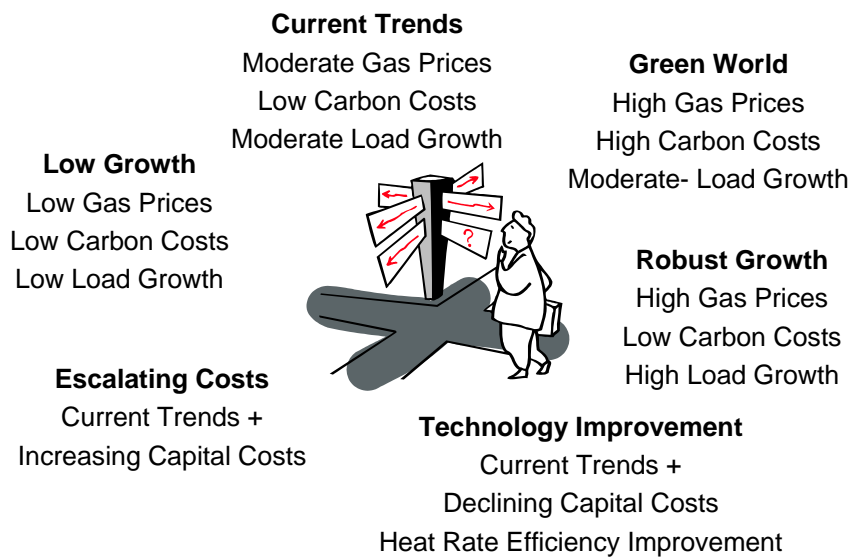 Current Trends
Moderate Gas Prices
Low Carbon Costs
Moderate Load Growth
Green World
High Gas Prices
High Carbon Costs
Moderate- Load Growth
Low Growth
Low Gas Prices
Low Carbon Costs
Low Load Growth
?
Robust Growth
High Gas Prices
Low Carbon Costs
High Load Growth
Escalating Costs
Current Trends +
Increasing Capital Costs
Technology Improvement
Current Trends +
Declining Capital Costs
Heat Rate Efficiency Improvement